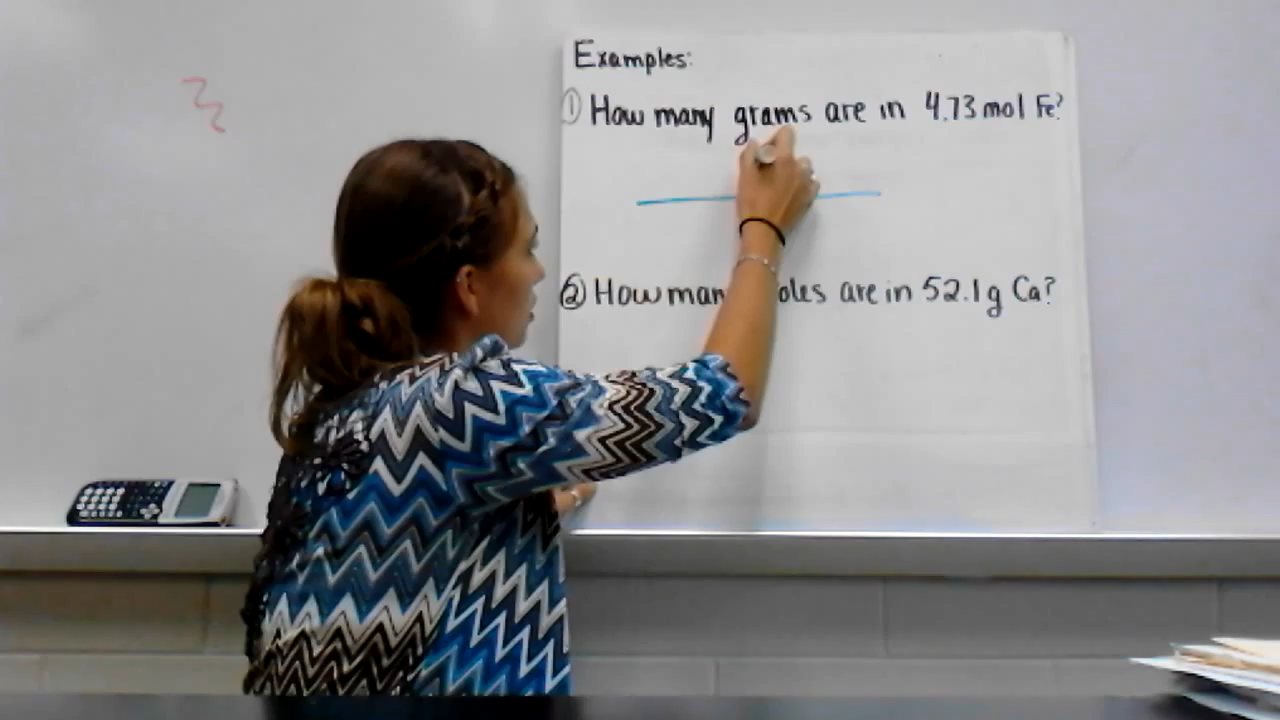 Examples:
① How many grams are in 4.73 mol Fe?
② How man oles are in 52.1g Ca?